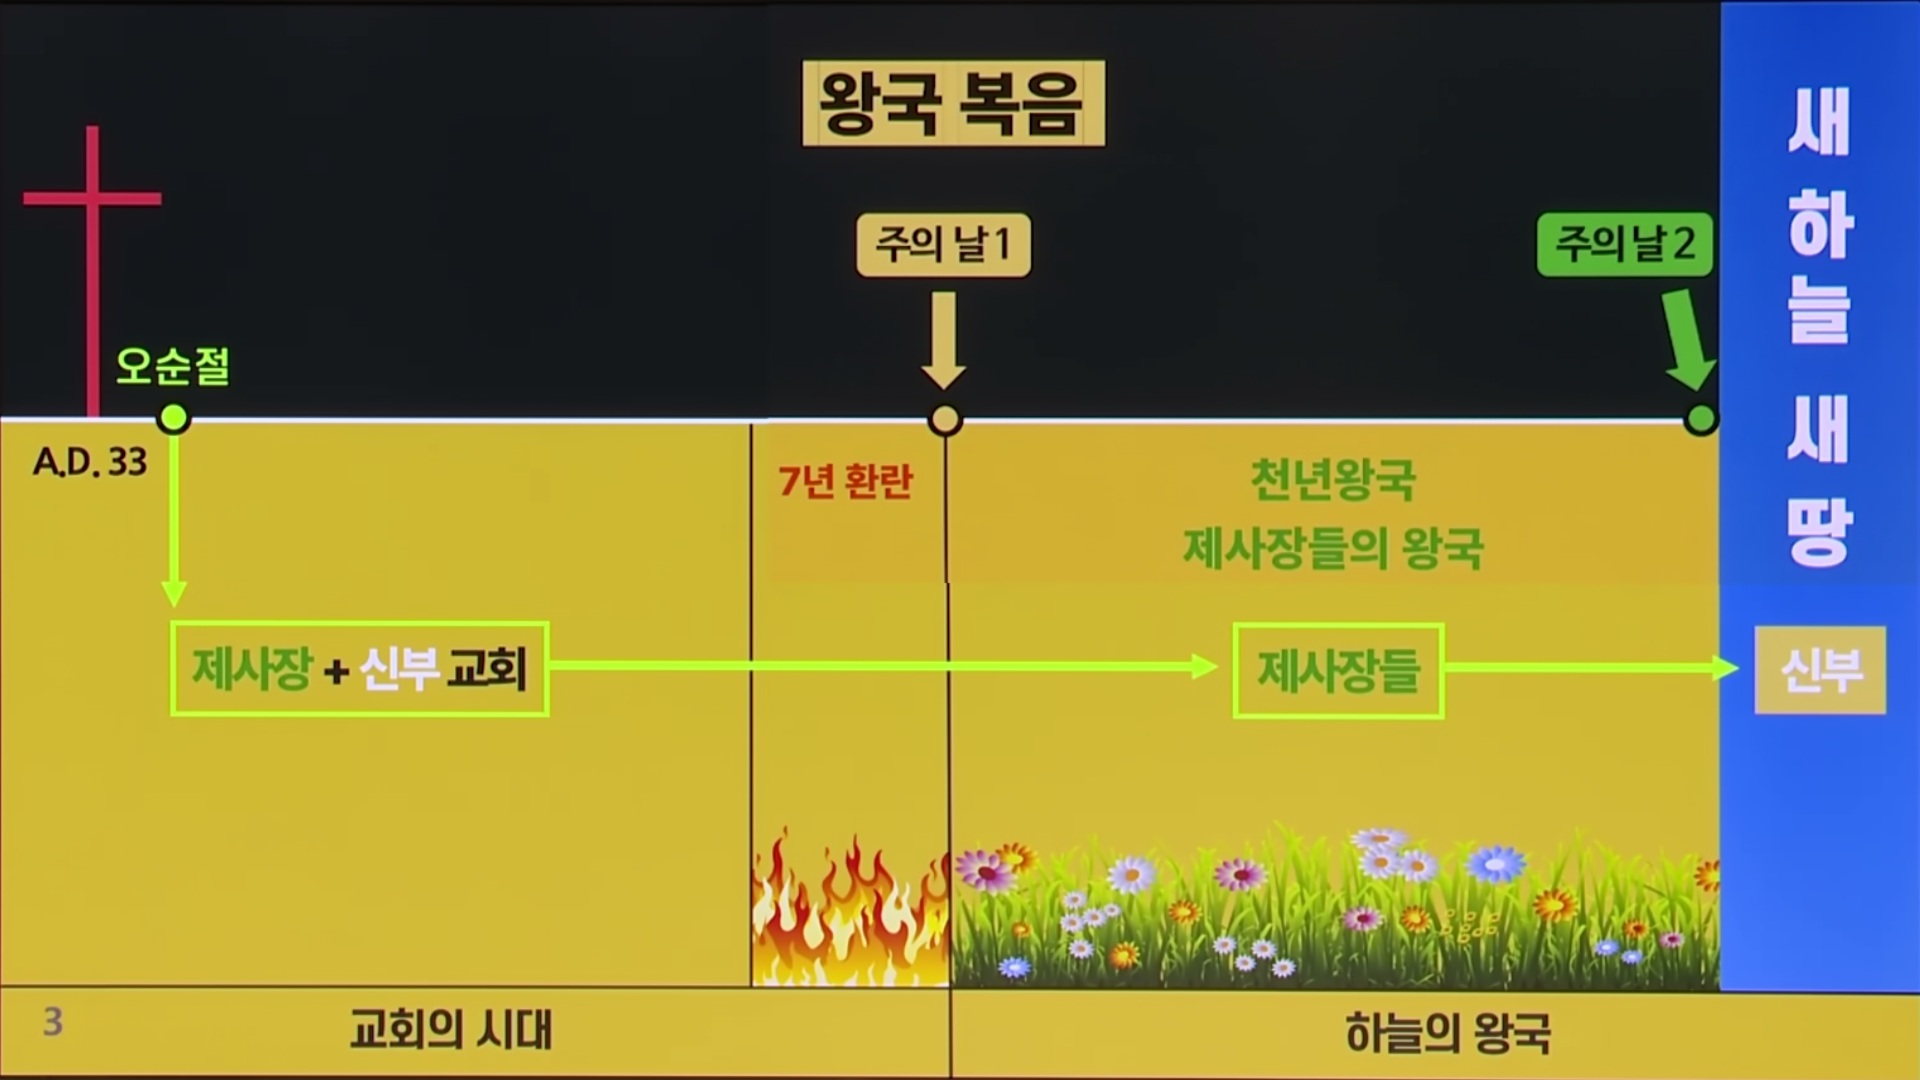 왕국 복음
주의 날 1
주의 날 2
오순절
A.D. 33
7년 환란
천년왕국
제사장들의 왕국
제사장 + 신부 교회
제사장들
신부
새 하늘 새 땅
3
교회의 시대
하늘의 왕국